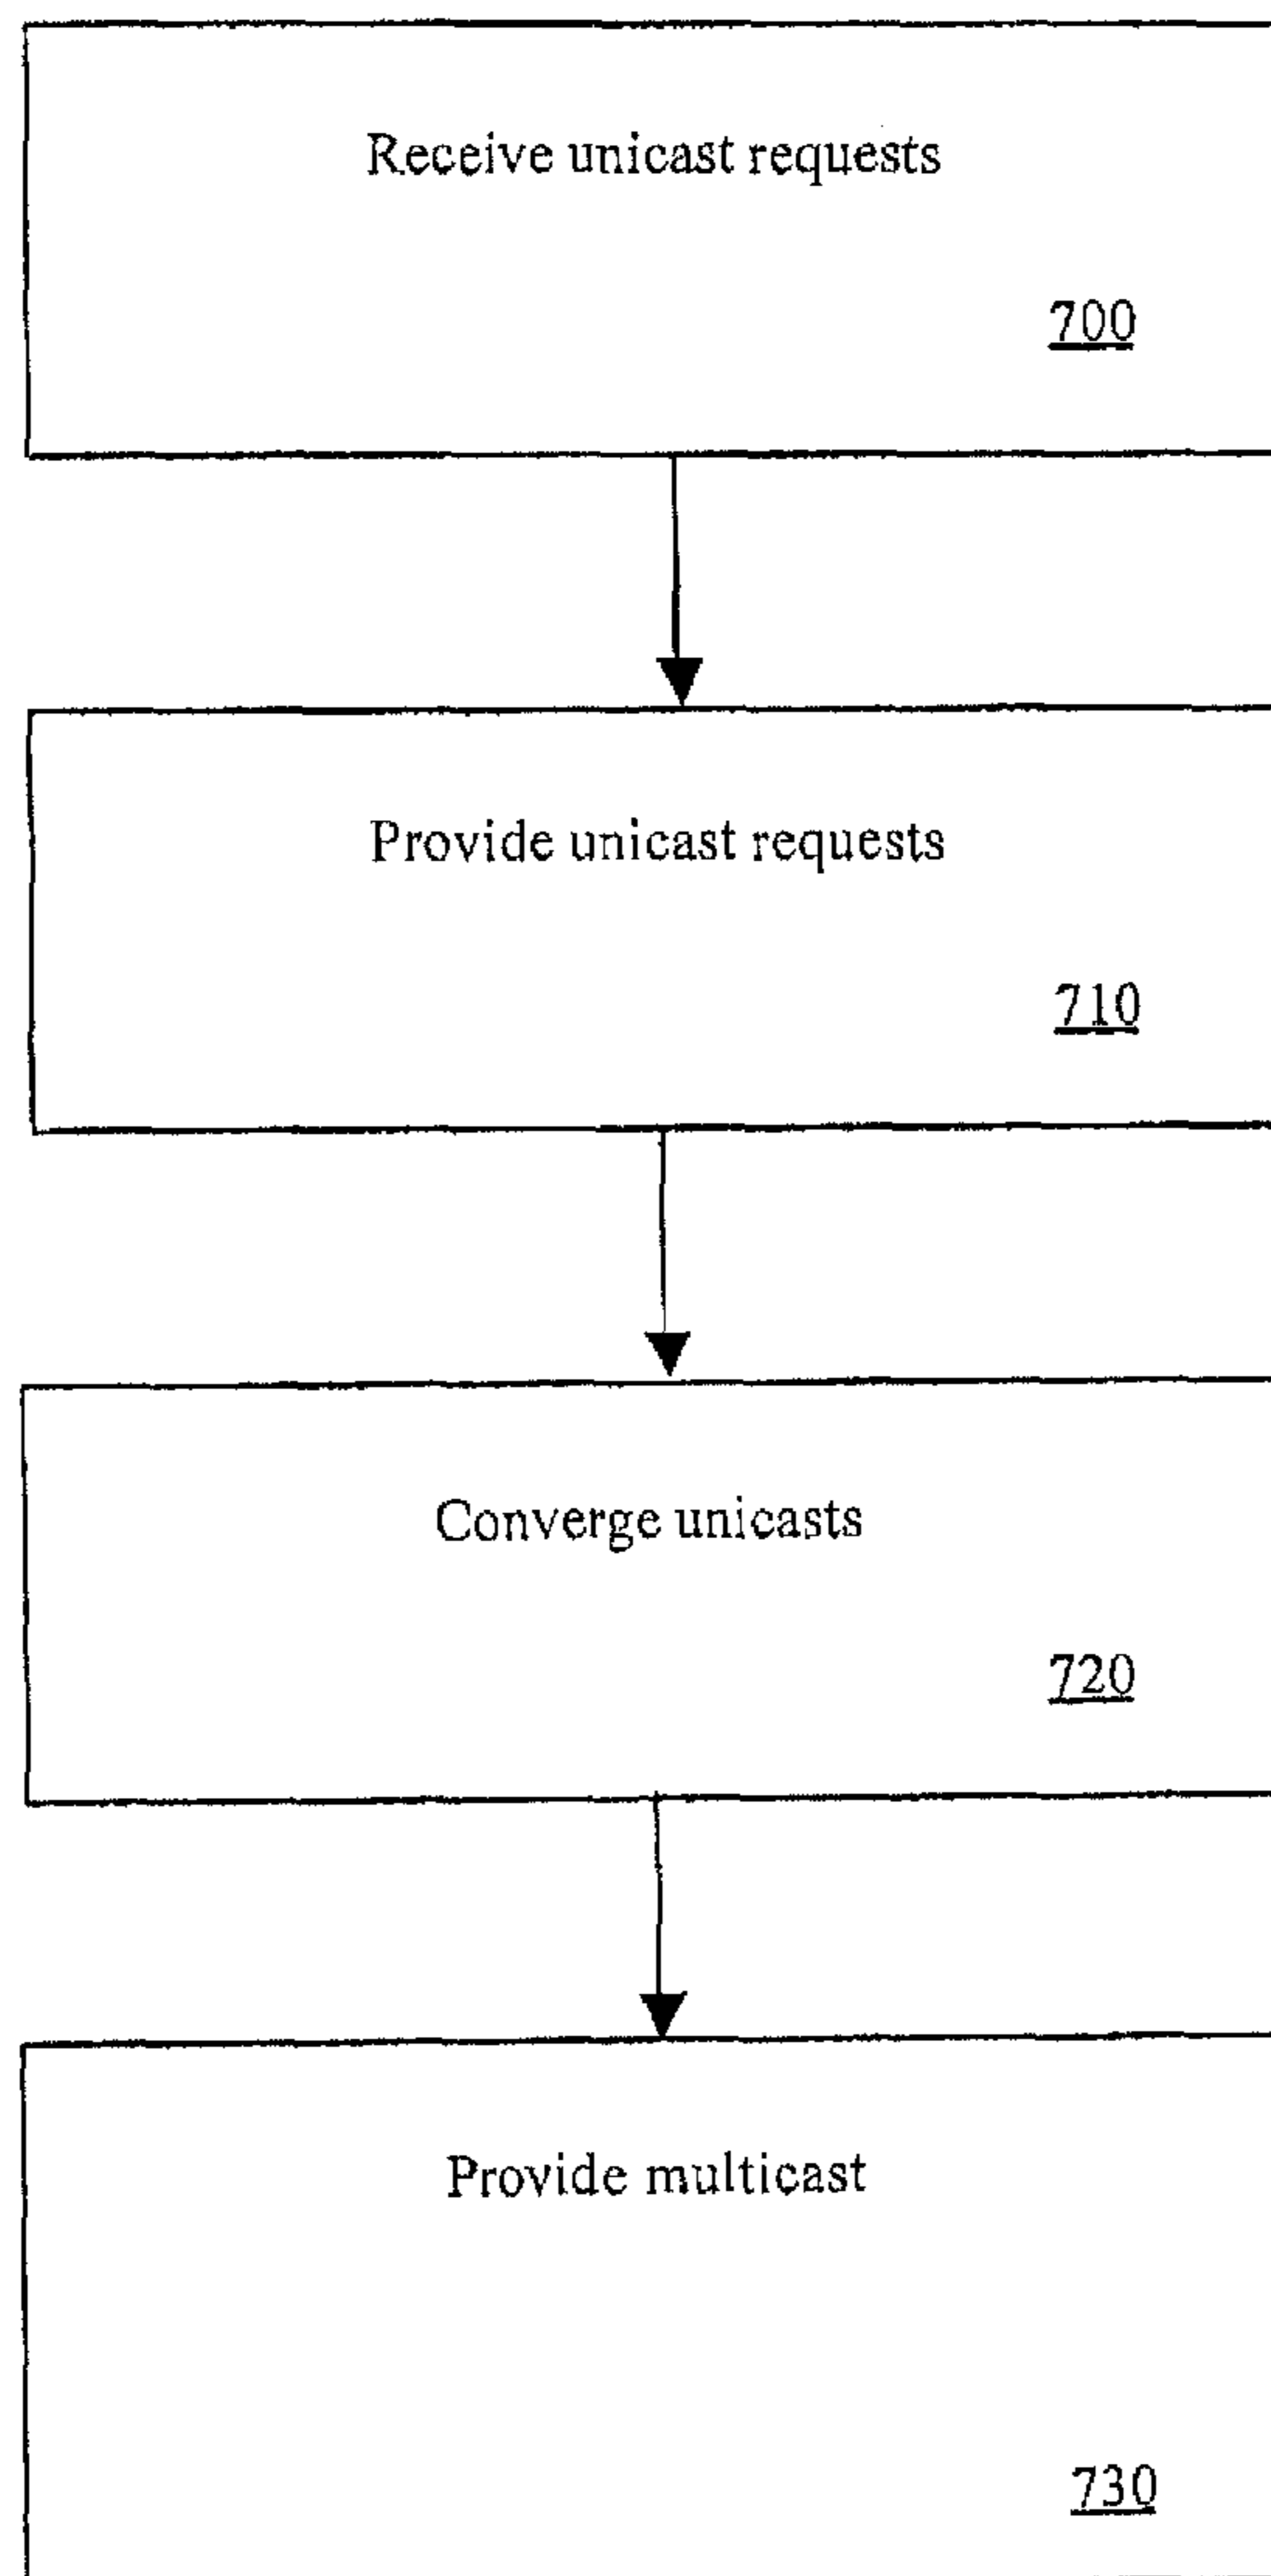 Receive unicast requests
700
Provide unicast requests
710
Converge unicasts
720
Provide multicast
730